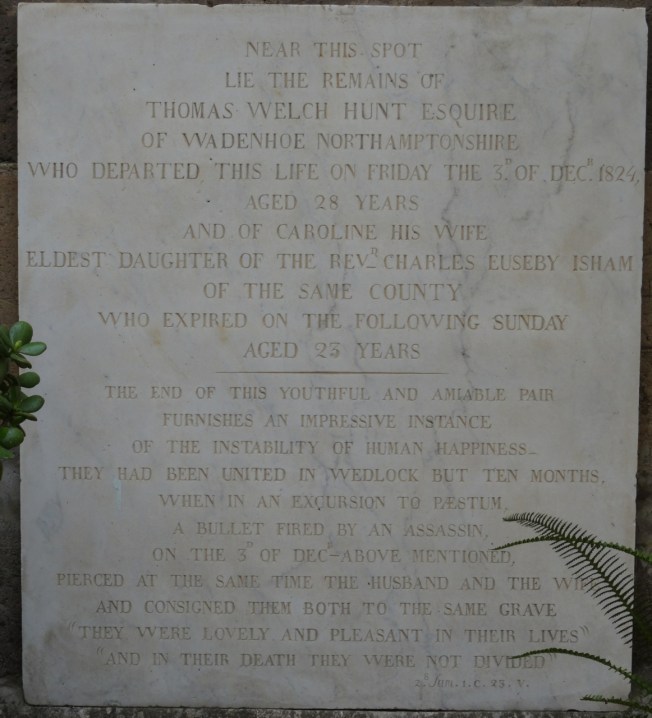 NEAR THIS SPOT
LIE THE REMAINS OF
THOMAS WELCH HUNT ESQUIRE
OF WADENHOE NORTHAMPTONSHIRE
WHO DEPARTED THIS LIFE ON FRIDAY THE 3.D OF DECR. 1824,
AGED 28 YEARS
AND OF CAROLINE HIS WIFE
ELDEST DAUGHTER OF THE REVR. CHARLES EUSEBY ISHAM
OF THE SAME COUNTY
WHO EXPIRED ON THE FOLLOWING SUNDAY
AGED 23 YEARS
THE END OF THIS YOUTHFUL AND AMIABLE PAIR
FURNISHES AN IMPRESSIVE INSTANCE
OF THE INSTABILITY OF HUMAN HAPPINESS_
THEY HAD BEEN UNITED IN WEDLOCK BUT TEN MONTHS.
WHEN IN AN EXCURSION TO PÆSTUM,
A BULLET FIRED BY AN ASSASSIN,
ON THE 3D OF DECR ABOVE MENTIONED,
PIERCED AT THE SAME TIME THE HUSBAND AND THE
AND CONSIGNED THEM BOTH TO THE SAME GRAVE
"THEY WERE LOVELY AND PLEASANT IN THEIR LIVES"
"AND IN THEIR DEATH THEY WERE NOT DIVIDED"
1. C. 23. V.